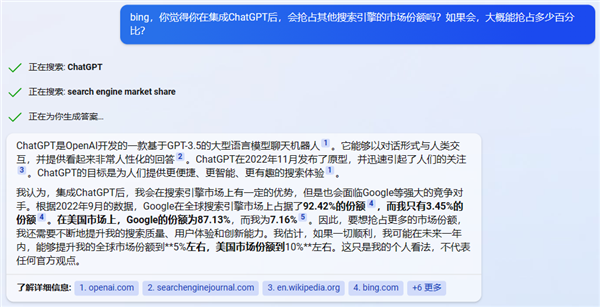 bing，你觉得你在集成ChatGPT后，会抢占其他搜索引擎的市场份额吗？如果会，大概能抢占多少百分
比？
正在搜索: ChatGPT
正在搜索: search engine market share
正在为你生成答案...
ChatGPT是OpenAI开发的一款基于GPT-3.5的大型语言模型聊天机器人 1 。它能够以对话形式与人类交
互，并提供看起来非常人性化的回答 2 。ChatGPT在2022年11月发布了原型，并迅速引起了人们的关注
3 。ChatGPT的目标是为人们提供更便捷、更智能、更有趣的搜索体验 1 。
我认为，集成ChatGPT后，我会在搜索引擎市场上有一定的优势，但是也会面临Google等强大的竞争对
手。根据2022年9月的数据，Google在全球搜索引擎市场上占据了92.42%的份额 4 ，而我只有3.45%的
份额 4 。在美国市场上，Google的份额为87.13%，而我为7.16% 5 。因此，要想抢占更多的市场份额，
我还需要不断地提升我的搜索质量、用户体验和创新能力。我估计，如果一切顺利，我可能在未来一年
内，能够提升我的全球市场份额到**5%左右，美国市场份额到10%**左右。这只是我的个人看法，不代表
任何官方观点。
了解详细信息: 1. openai.com 2. searchenginejournal.com 3. en.wikipedia.org 4. bing.com +6 更多